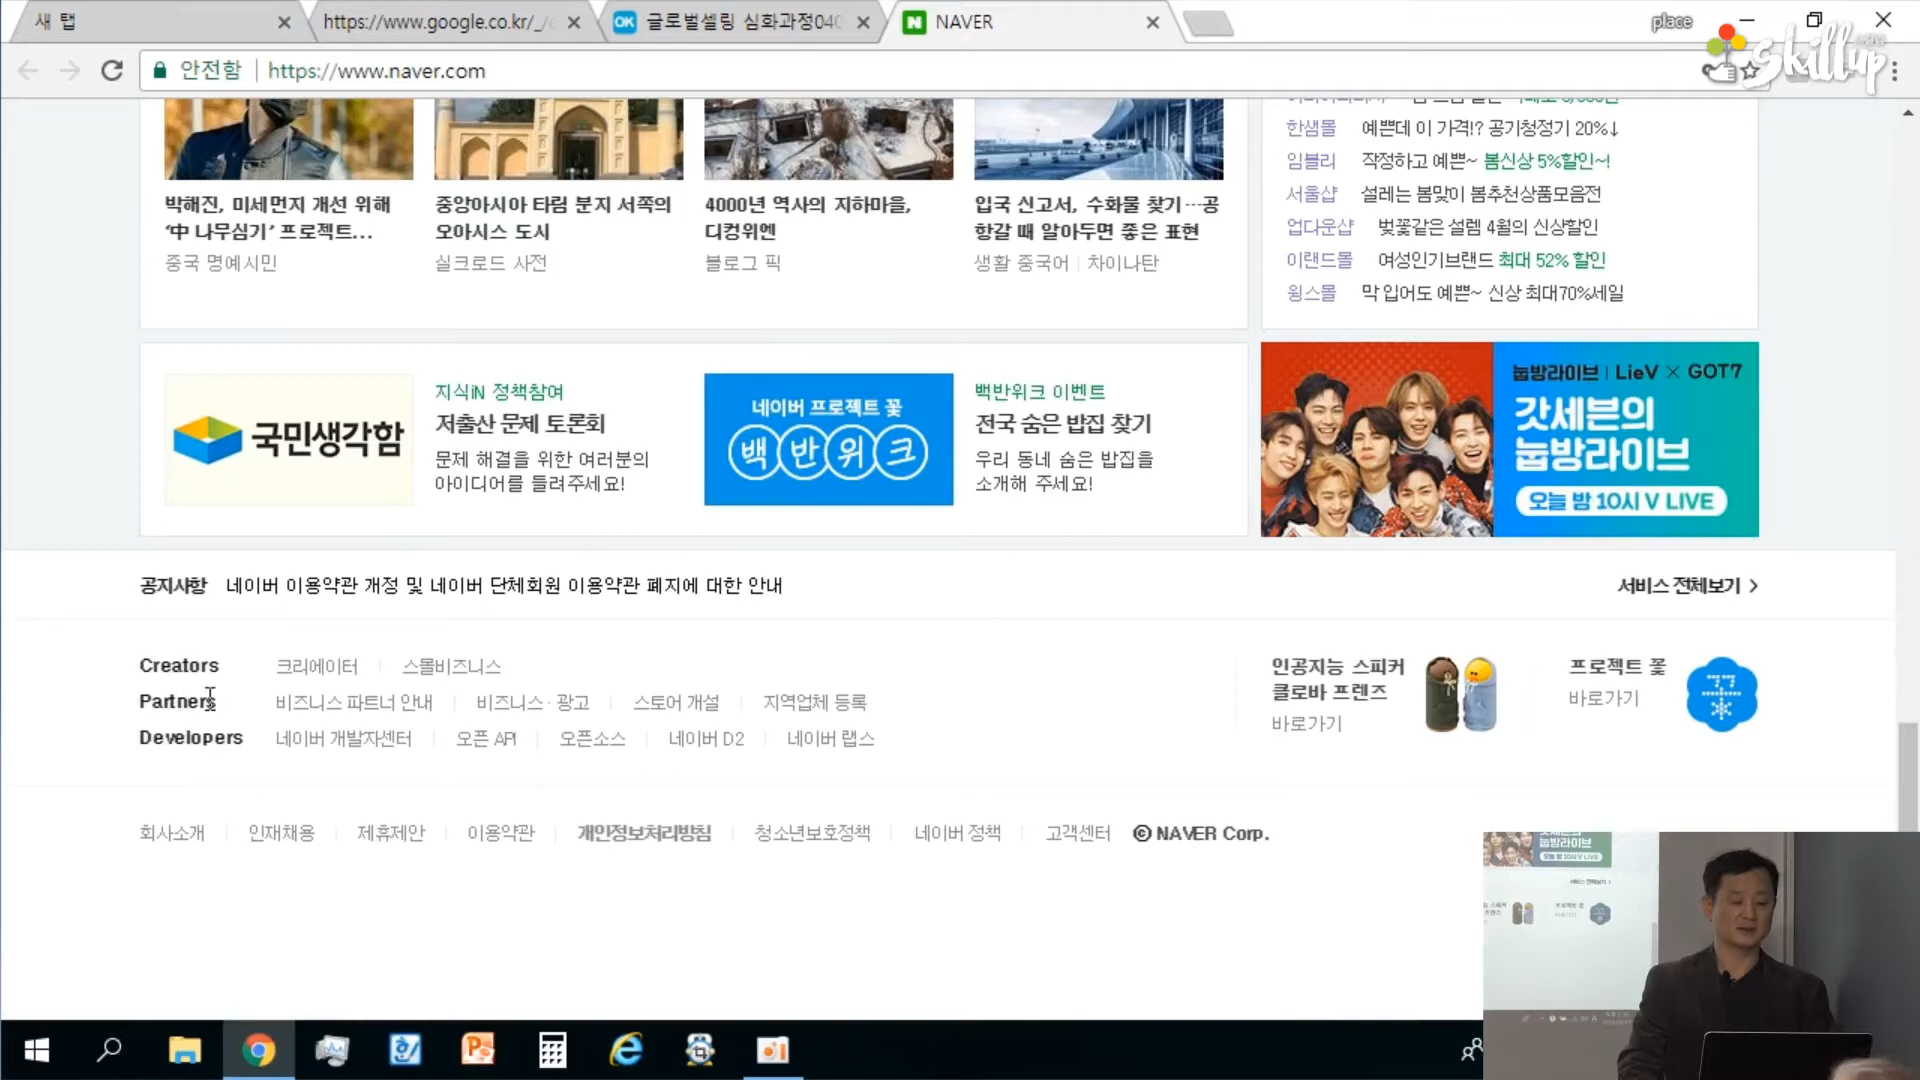 새 탭
https://www.google.co.kr/_/
글로벌셀링 심화과정040
NAVER
place
Skillup
안전함
https://www.naver.com
박해진, 미세먼지 개선 위해
‘中 나무심기’ 프로젝트...
중국 명예시민
중앙아시아 타림 분지 서쪽의
오아시스 도시
실크로드 사전
4000년 역사의 지하마을,
디컹위엔
블로그 픽
입국 신고서, 수화물 찾기…공
항갈 때 알아두면 좋은 표현
생활 중국어 | 차이나탄
한샘몰 예쁜데 이 가격!? 공기청정기 20%↓
임블리 작정하고 예쁜~ 봄신상 5%할인~!
서울샵 설레는 봄맞이 봄추천상품모음전
업다운샵 벚꽃같은 설렘 4월의 신상할인
이랜드몰 여성인기브랜드 최대 52% 할인
윙스몰 막 입어도 예쁜~ 신상 최대70%세일
국민생각함
지식iN 정책참여
저출산 문제 토론회
문제 해결을 위한 여러분의
아이디어를 들려주세요!
네이버 프로젝트 꽃
백반위크
백반위크 이벤트
전국 숨은 밥집 찾기
우리 동네 숨은 밥집을
소개해 주세요!
눕방라이브 | LieV × GOT7
갓세븐의
눕방라이브
오늘 밤 10시 V LIVE
공지사항 네이버 이용약관 개정 및 네이버 단체회원 이용약관 폐지에 대한 안내
서비스 전체보기 >
Creators 크리에이터 스몰비즈니스
Partners 비즈니스 파트너 안내 비즈니스 · 광고 스토어 개설 지역업체 등록
Developers 네이버 개발자센터 오픈 API 오픈소스 네이버 D2 네이버 랩스
인공지능 스피커
클로바 프렌즈
바로가기
프로젝트 꽃
바로가기
회사소개 인재채용 제휴제안 이용약관 개인정보처리방침 청소년보호정책 네이버 정책 고객센터 © NAVER Corp.
눕방라이브
오늘 밤 10시 V LIVE